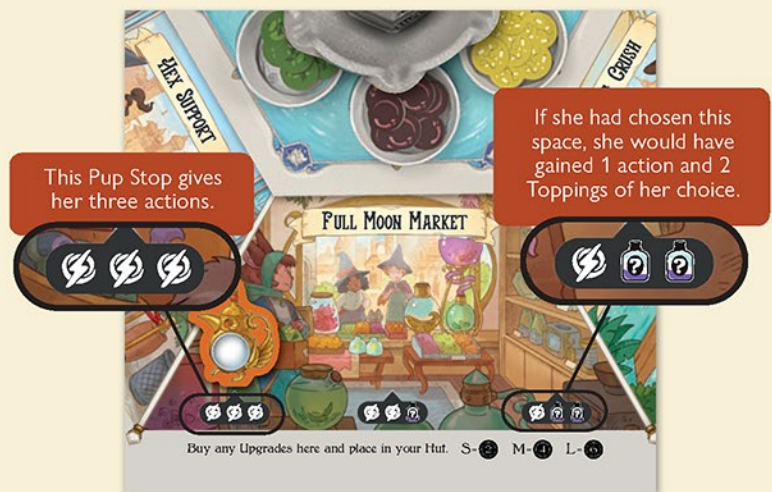 HEX SUPPORT
CRUSH
If she had chosen this
space, she would have
gained 1 action and 2
Toppings of her choice.
This Pup Stop gives
her three actions.
FULL MOON MARKET
? ?
?
? ?
Buy any Upgrades here and place in your Hut. S-2 M-4 L-6